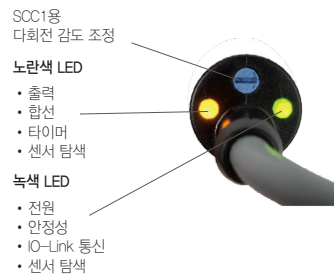 SCC1용
다회전 감도 조정
노란색 LED
• 출력
• 합선
• 타이머
• 센서 탐색
녹색 LED
• 전원
• 안정성
• IO-Link 통신
• 센서 탐색